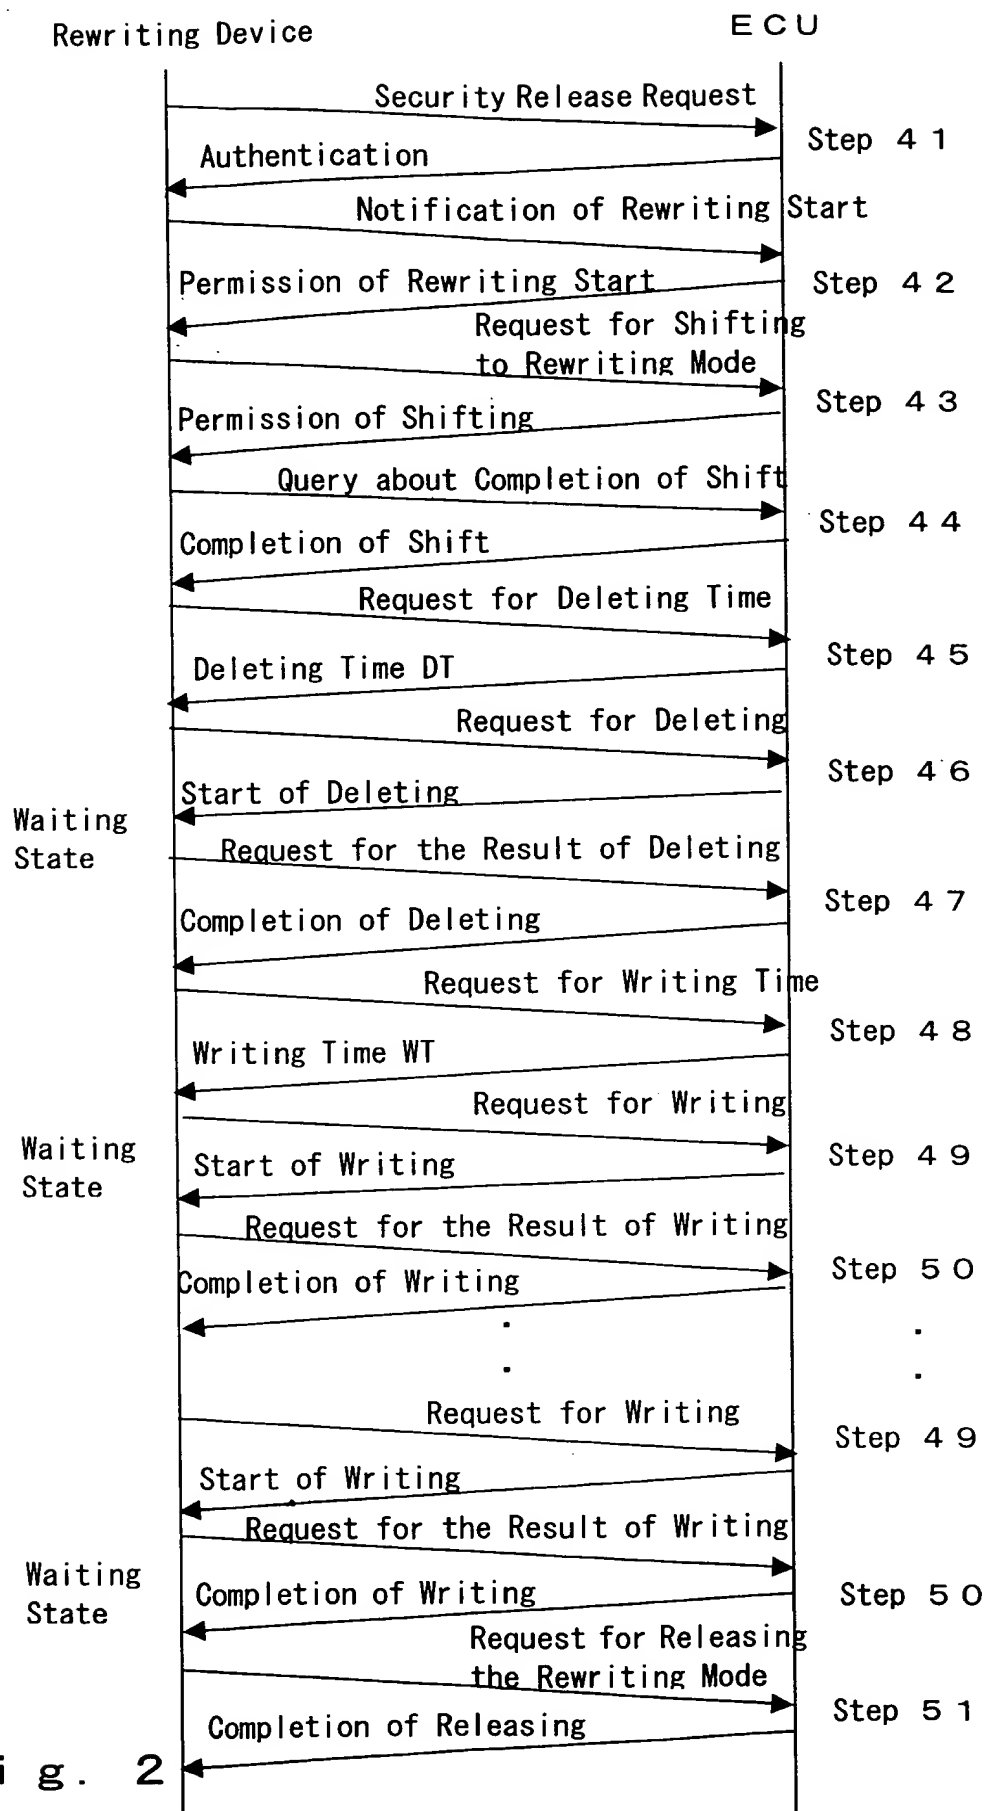 Rewriting Device
ECU
Security Release Request
Step 41
Authentication
Notification of Rewriting Start
Permission of Rewriting Start
Step 42
Request for Shifting
to Rewriting Mode
Step 43
Permission of Shifting
Query about Completion of Shift
Step 44
Completion of Shift
Request for Deleting Time
Step 45
Deleting Time DT
Request for Deleting
Step 46
Start of Deleting
Waiting
State
Request for the Result of Deleting
Step 47
Completion of Deleting
Request for Writing Time
Step 48
Writing Time WT
Request for Writing
Waiting
State
Step 49
Start of Writing
Request for the Result of Writing
Step 50
Completion of Writing
.
.
.
.
Request for Writing
Step 49
Start of Writing
Request for the Result of Writing
Waiting
State
Completion of Writing
Step 50
Request for Releasing
the Rewriting Mode
Step 51
Completion of Releasing
ig. 2